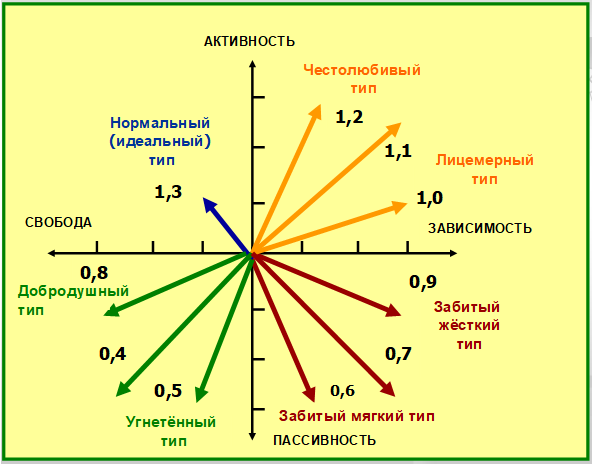 АКТИВНОСТЬ
Честолюбивый
тип
1,2
Нормальный
(идеальный)
тип
1,1
Лицемерный
тип
1,3
1,0
СВОБОДА
ЗАВИСИМОСТЬ
0,8
0,9
Добродушный
тип
Забитый
жёсткий
тип
0,4
0,7
0,5
0,6
Забитый мягкий тип
Угнетённый
тип
ПАССИВНОСТЬ